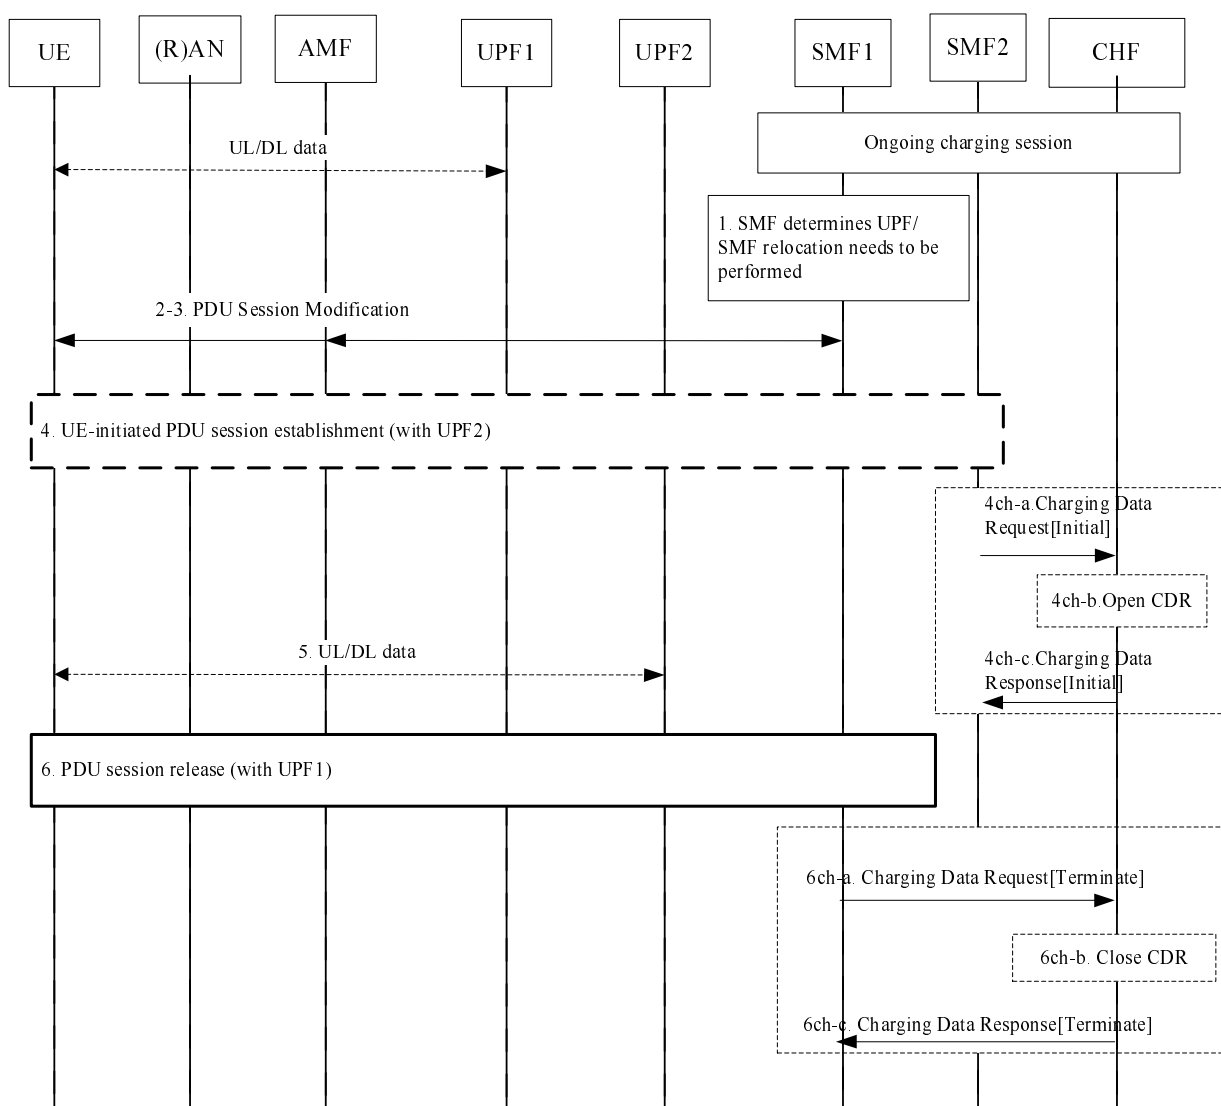 UE
(R)AN
AMF
UPF1
UPF2
SMF1
SMF2
CHF
UL/DL data
Ongoing charging session
1. SMF determines UPF/
SMF relocation needs to be
performed
2-3. PDU Session Modification
4. UE-initiated PDU session establishment (with UPF2)
4ch-a.Charging Data
Request[Initial]
4ch-b.Open CDR
5. UL/DL data
4ch-c.Charging Data
Response[Initial]
6. PDU session release (with UPF1)
6ch-a. Charging Data Request[Terminate]
6ch-b. Close CDR
6ch-c. Charging Data Response[Terminate]